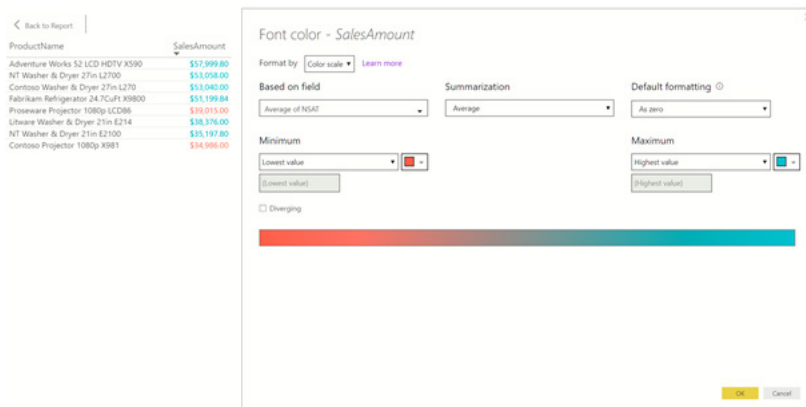 Back to Report
ProductName SalesAmount
Adventure Works 52 LCD HDTV X590 $57,999.80
NT Washer & Dryer 27in L2700 $53,058.00
Contoso Washer & Dryer 27in L270 $53,040.00
Fabrikam Refrigerator 24.7CuFt X9800 $51,199.84
Proseware Projector 1080p LCD86 $39,015.00
Litware Washer & Dryer 21in E214 $38,376.00
NT Washer & Dryer 21in E2100 $35,197.80
Contoso Projector 1080p X981 $34,986.00
Font color - SalesAmount
Format by Color scale Learn more
Based on field Summarization Default formatting
Average of NSAT Average As zero
Minimum Maximum
Lowest value Highest value
(Lowest value) (Highest value)
Diverging
OK Cancel